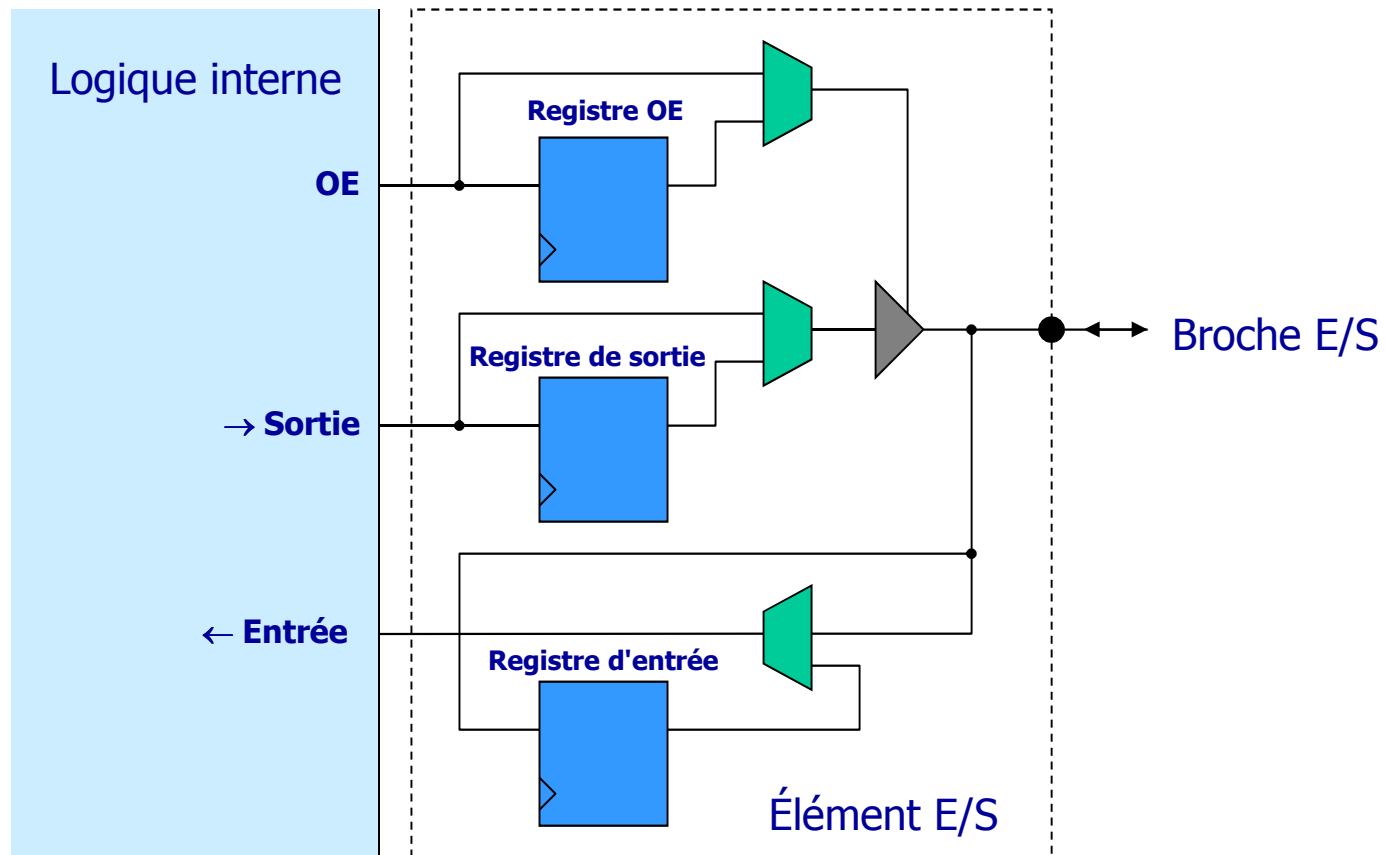 Logique interne
Registre OE
OE
Broche E/S
Registre de sortie
→ Sortie
← Entrée
Registre d'entrée
Élément E/S